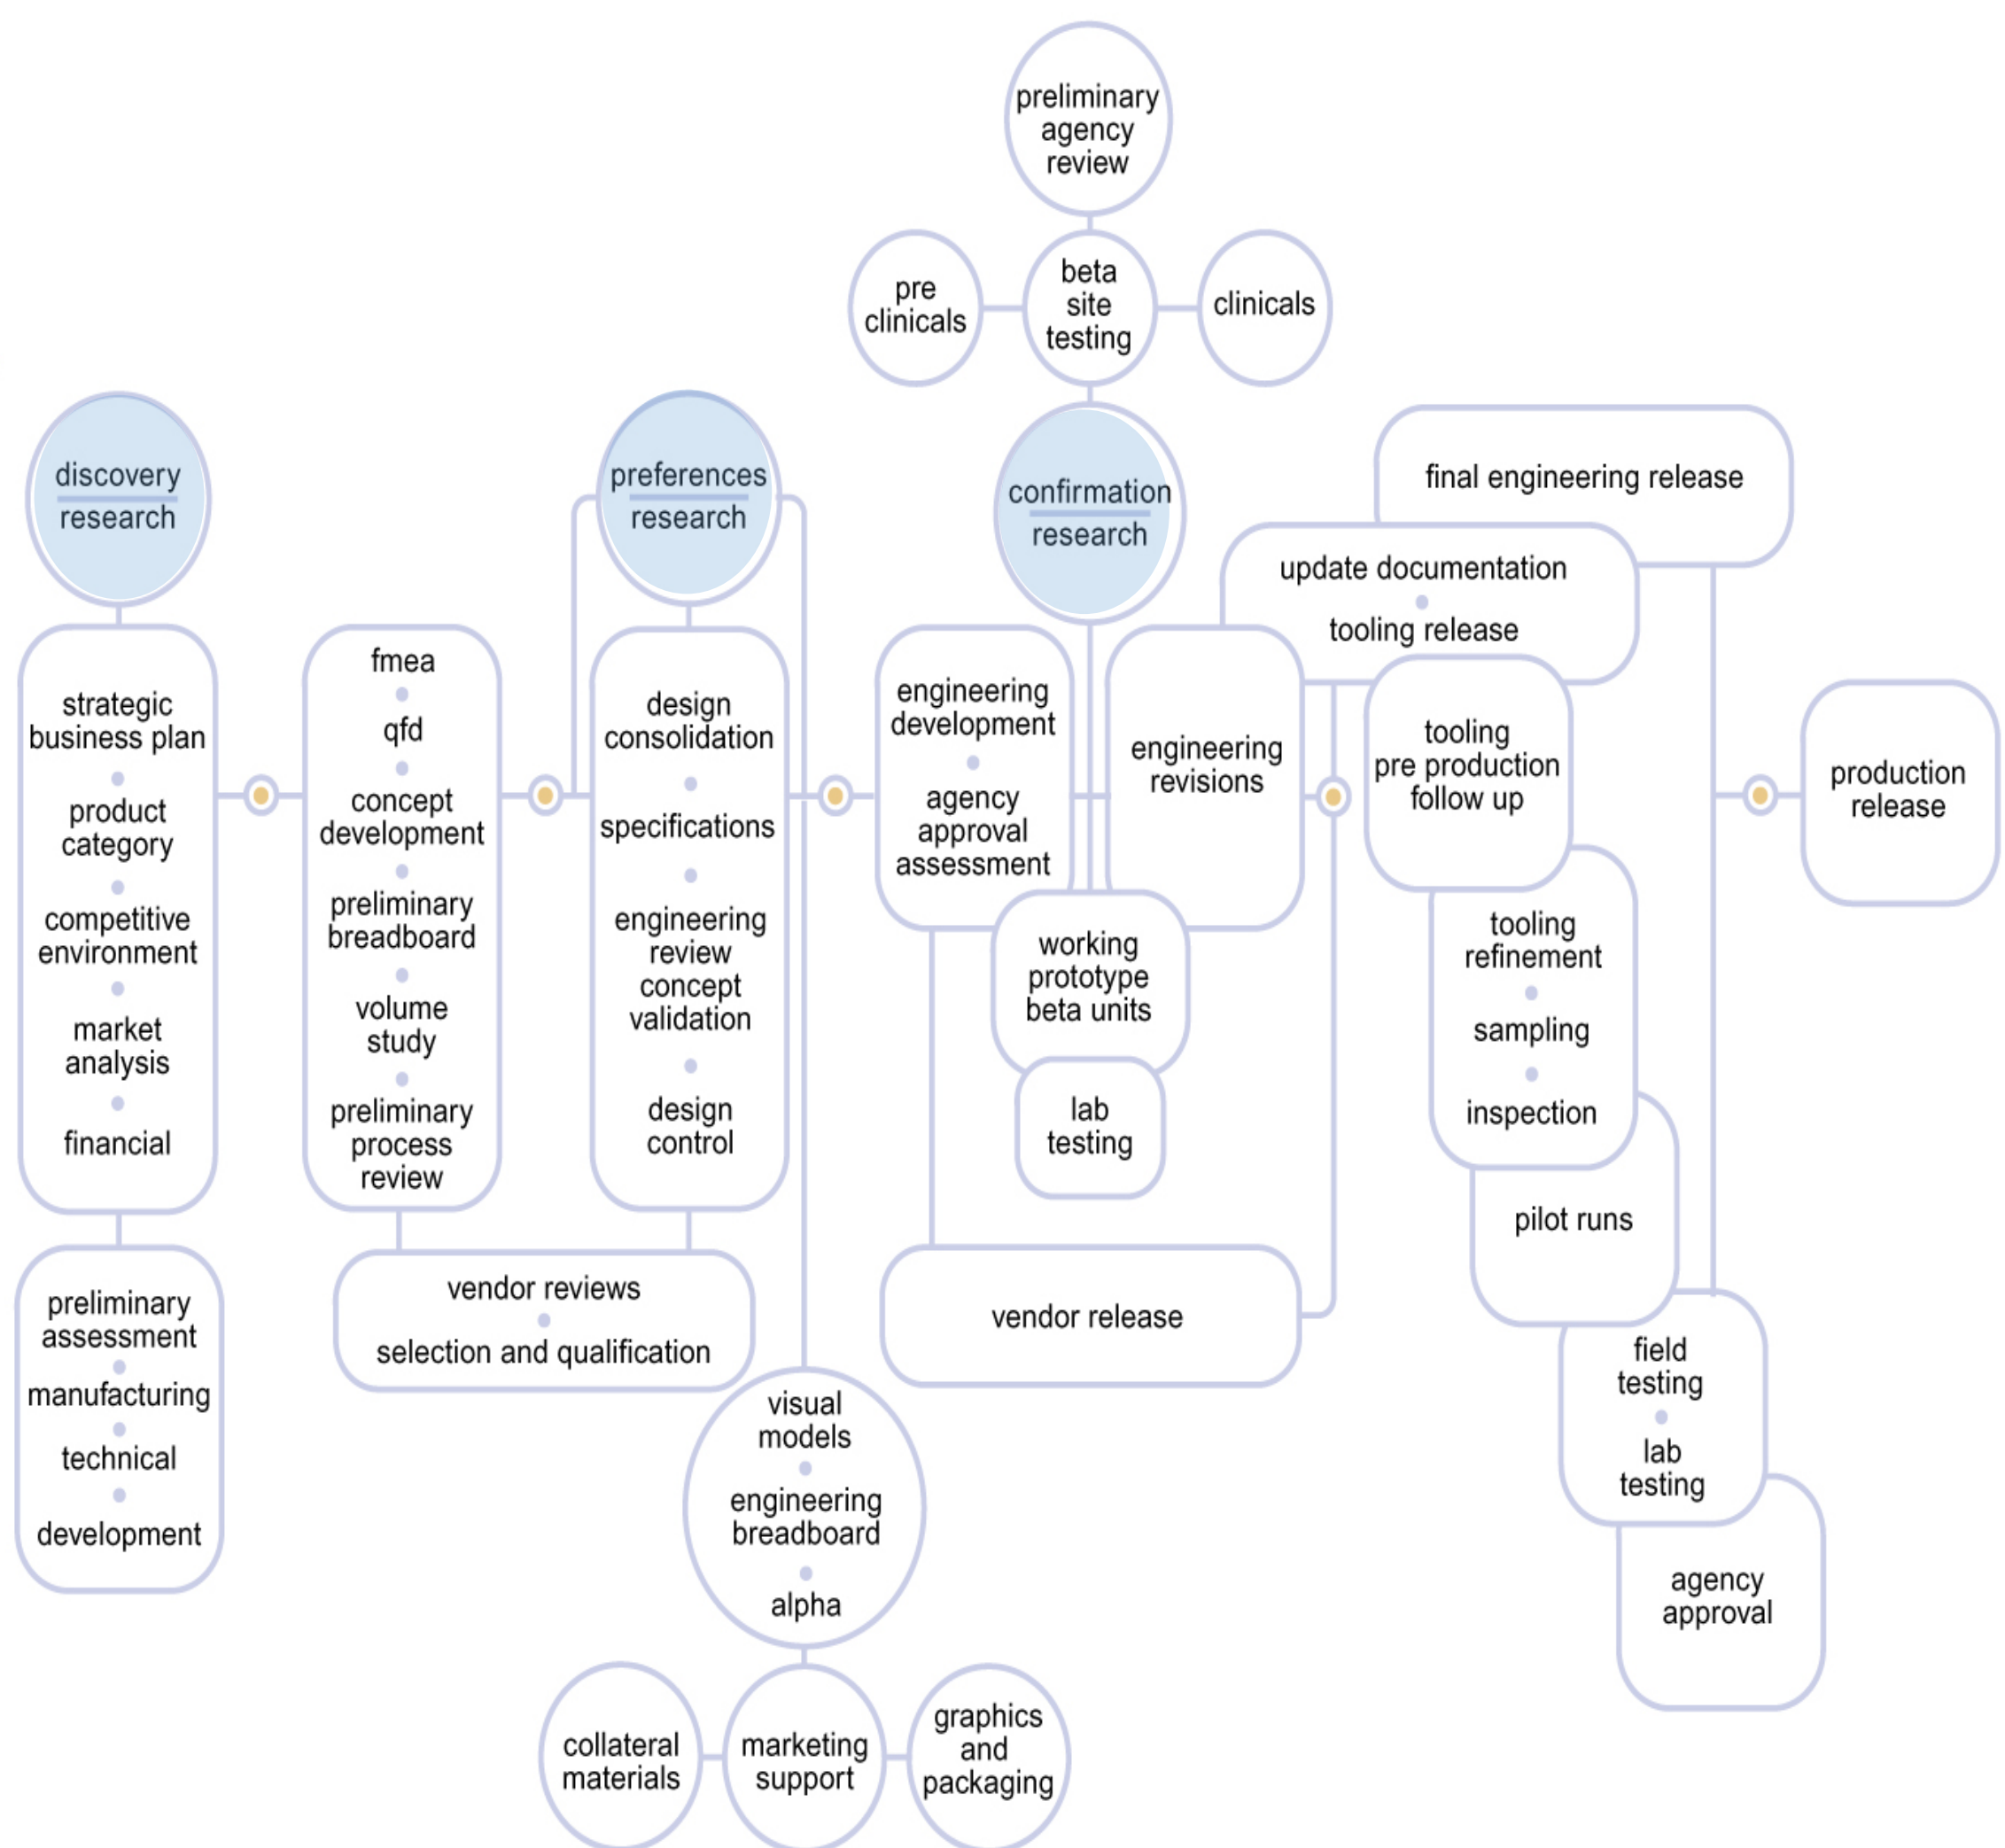 preliminary
agency
review
pre
clinicals
beta
site
testing
clinicals
discovery
research
preferences
research
confirmation
research
final engineering release
update documentation
tooling release
strategic
business plan
product
category
competitive
environment
market
analysis
financial
fmea
qfd
concept
development
preliminary
breadboard
volume
study
preliminary
process
review
design
consolidation
specifications
engineering
review
concept
validation
design
control
engineering
development
agency
approval
assessment
engineering
revisions
working
prototype
beta units
lab
testing
tooling
pre production
follow up
tooling
refinement
sampling
inspection
pilot runs
production
release
preliminary
assessment
manufacturing
technical
development
vendor reviews
selection and qualification
vendor release
field
testing
lab
testing
agency
approval
visual
models
engineering
breadboard
alpha
collateral
materials
marketing
support
graphics
and
packaging